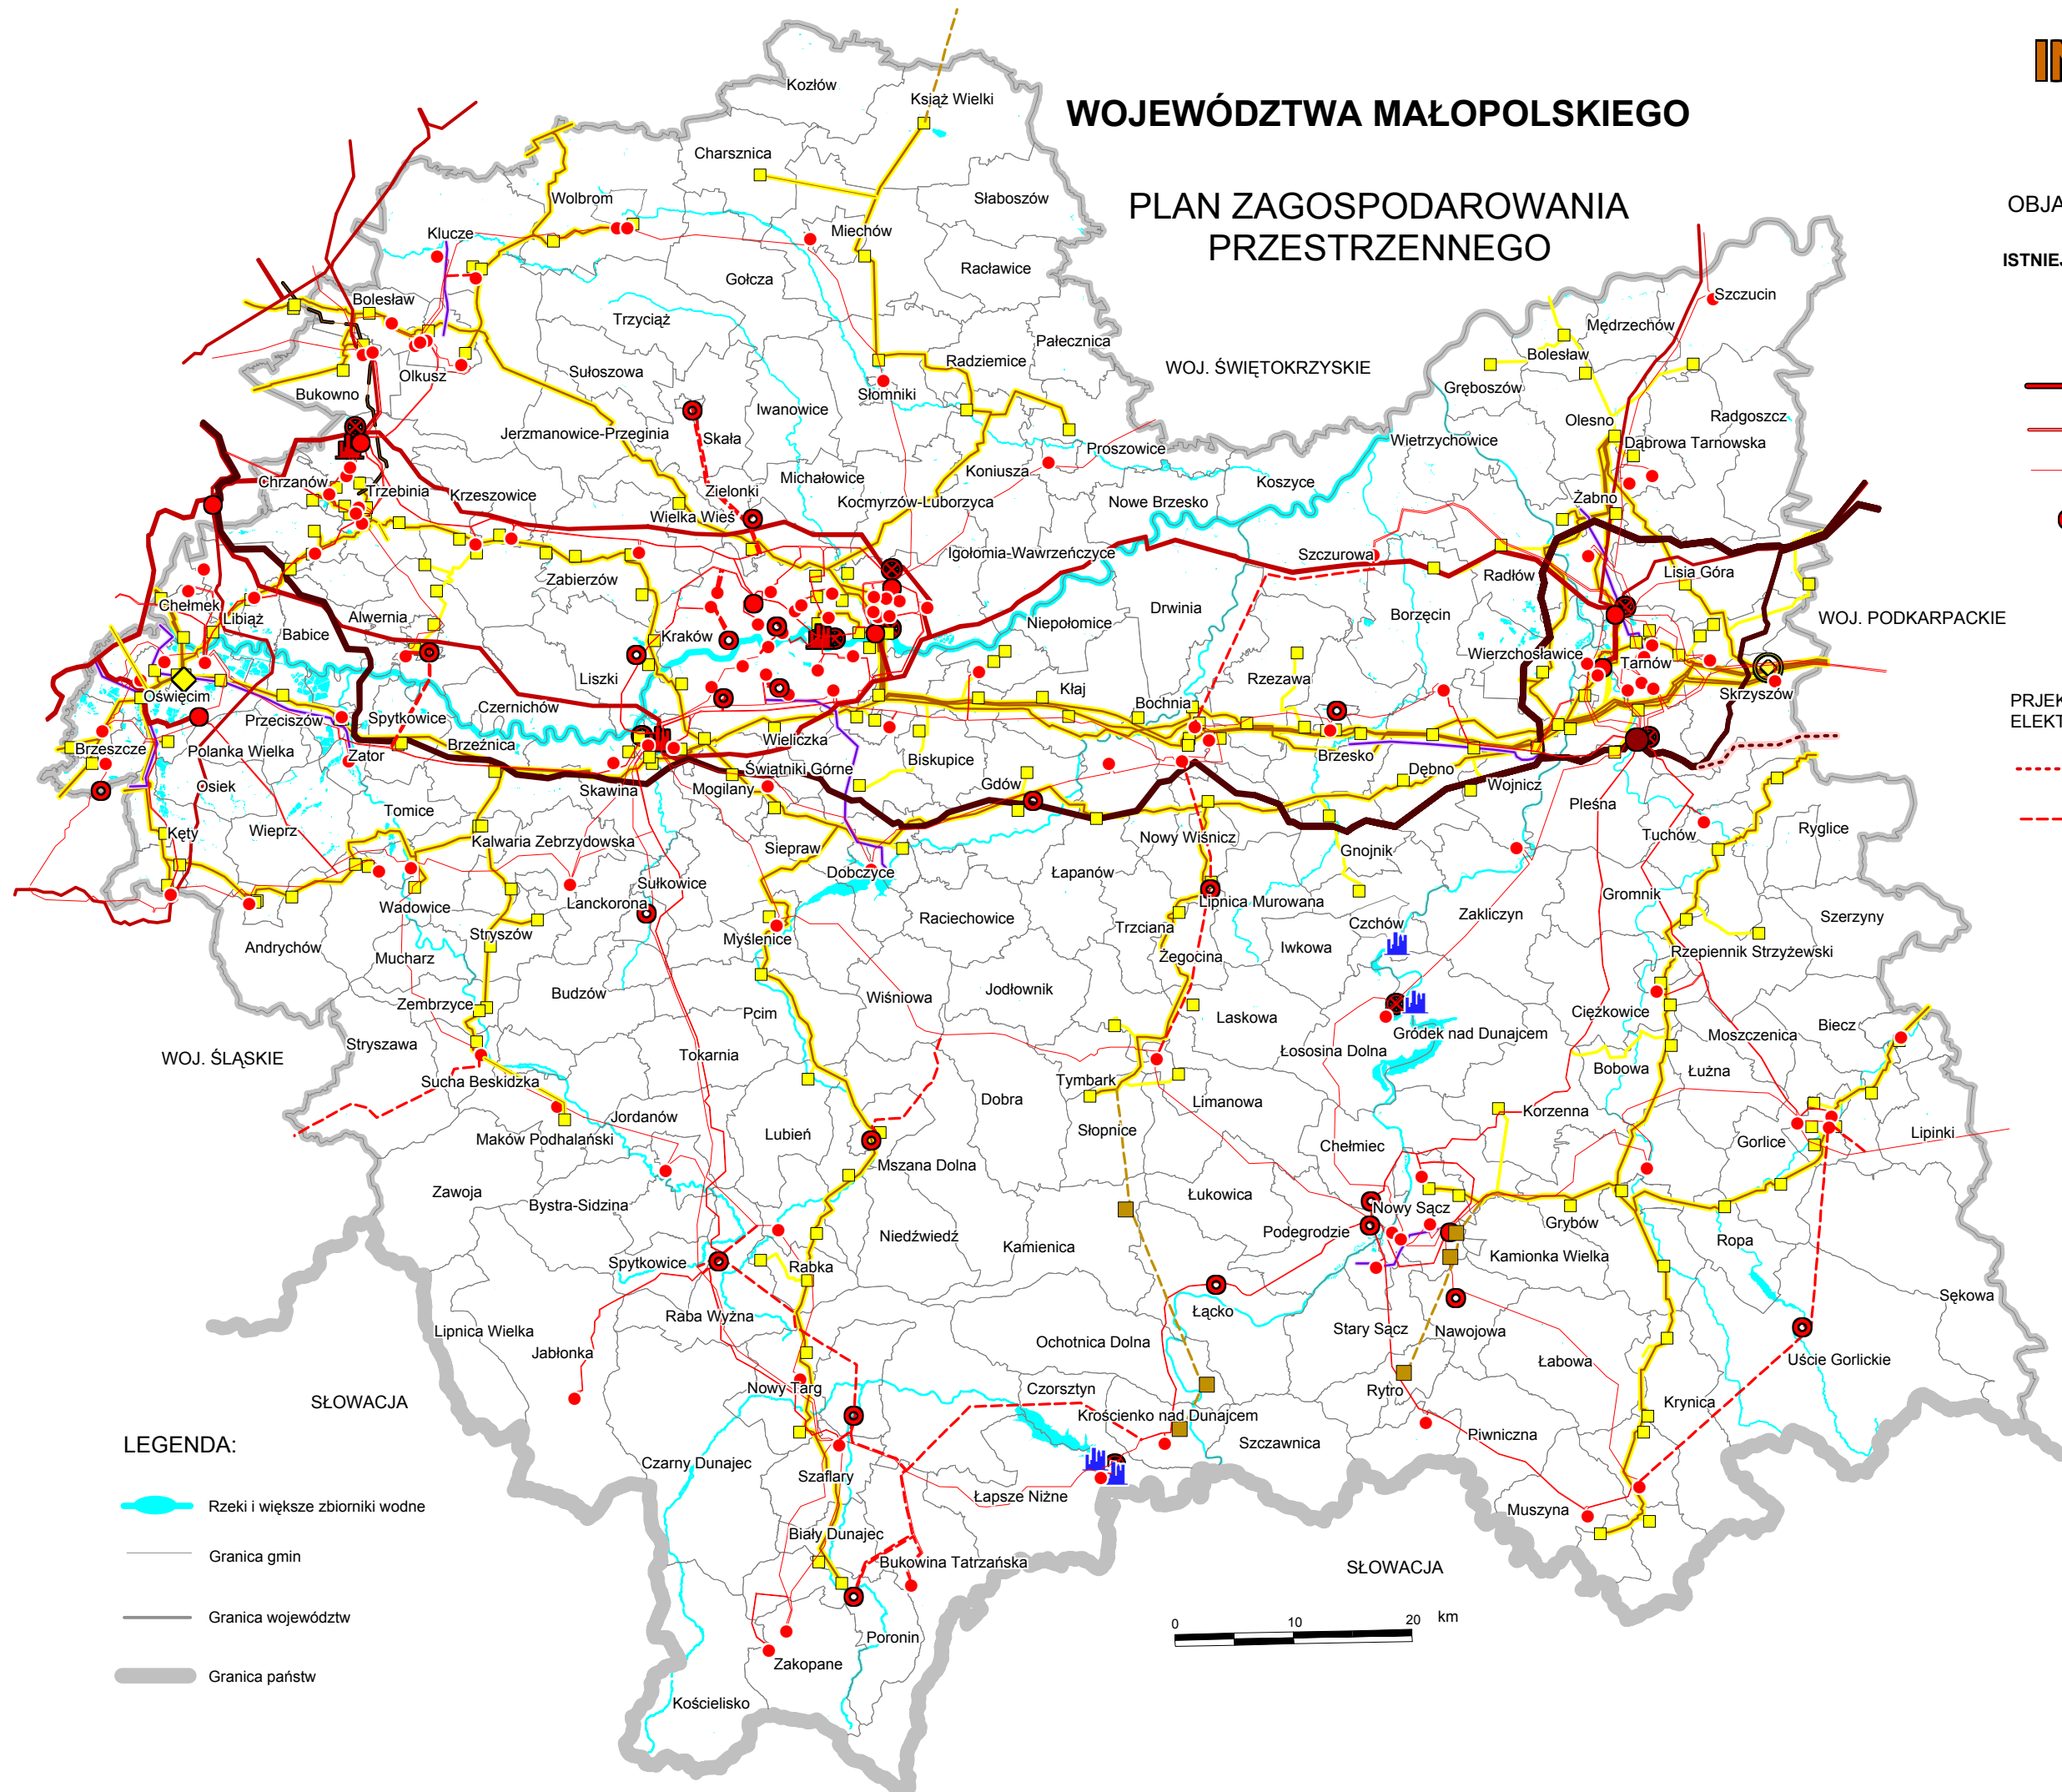 WOJEWÓDZTWA MAŁOPOLSKIEGO
PLAN ZAGOSPODAROWANIA
PRZESTRZENNEGO
OBJA
ISTNIEJ
PRJEK
ELEKT
Kozłów
Książ Wielki
Charsznica
Słaboszów
Wolbrom
Miechów
Klucze
Racławice
Gołcza
Bolesław
Trzyciąż
Szczucin
Mędrzechów
Pałecznica
Bolesław
Radziemice
WOJ. ŚWIĘTOKRZYSKIE
Sułoszowa
Olkusz
Gręboszów
Bukowno
Słomniki
Iwanowice
Olesno
Radgoszcz
Jerzmanowice-Przeginia
Skała
Wietrzychowice
Dąbrowa Tarnowska
Proszowice
Koniusza
Michałowice
Chrzanów
Trzebinia
Krzeszowice
Zielonki
Koszyce
Kocmyrzów-Luborzyca
Nowe Brzesko
Żabno
Wielka Wieś
Igołomia-Wawrzeńczyce
Szczurowa
Radłów
Lisia Góra
Zabierzów
Chełmek
Libiąż
Alwernia
Babice
Drwinia
Borzęcin
WOJ. PODKARPACKIE
Niepołomice
Kraków
Wierzchosławice
Tarnów
Liszki
Rzezawa
Kłaj
Oświęcim
Skrzyszów
Bochnia
Czernichów
Przeciszów
Spytkowice
Wieliczka
Brzeźnica
Brzeszcze
Polanka Wielka
Zator
Brzesko
Biskupice
Świątniki Górne
Dębno
Gdów
Osiek
Skawina
Mogilany
Wojnicz
Pleśna
Tomice
Ryglice
Tuchów
Kęty
Wieprz
Nowy Wiśnicz
Kalwaria Zebrzydowska
Siepraw
Gnojnik
Dobczyce
Łapanów
Sułkowice
Gromnik
Lanckorona
Lipnica Murowana
Wadowice
Zakliczyn
Szerzyny
Raciechowice
Czchów
Trzciana
Stryszów
Myślenice
Andrychów
Iwkowa
Rzepiennik Strzyżewski
Mucharz
Żegocina
Jodłownik
Budzów
Wiśniowa
Zembrzyce
Pcim
Ciężkowice
Laskowa
Biecz
Gródek nad Dunajcem
Moszczenica
Stryszawa
Łososina Dolna
Tokarnia
WOJ. ŚLĄSKIE
Bobowa
Łużna
Sucha Beskidzka
Tymbark
Dobra
Limanowa
Korzenna
Jordanów
Słopnice
Lubień
Lipinki
Maków Podhalański
Gorlice
Chełmiec
Mszana Dolna
Zawoja
Łukowica
Bystra-Sidzina
Nowy Sącz
Grybów
Podegrodzie
Niedźwiedź
Ropa
Kamienica
Kamionka Wielka
Spytkowice
Rabka
Sękowa
Łącko
Raba Wyżna
Stary Sącz
Nawojowa
Lipnica Wielka
Ochotnica Dolna
Jabłonka
Uście Gorlickie
Łabowa
Nowy Targ
Czorsztyn
Rytro
SŁOWACJA
Krynica
Krościenko nad Dunajcem
Piwniczna
Szczawnica
Czarny Dunajec
Szaflary
Łapsze Niżne
Muszyna
Biały Dunajec
Bukowina Tatrzańska
SŁOWACJA
Poronin
Zakopane
Kościelisko
LEGENDA:
Rzeki i większe zbiorniki wodne
Granica gmin
Granica województw
Granica państw
0 10 20 km